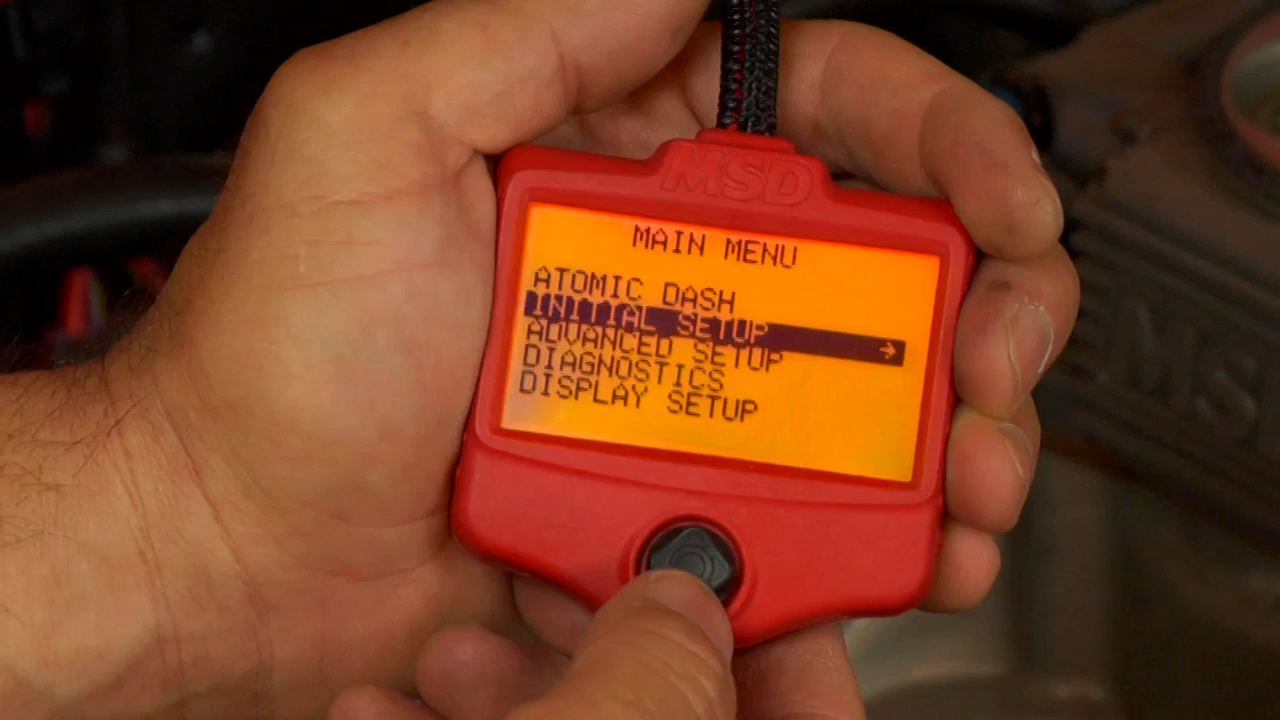 MSD
MAIN MENU
ATOMIC DASH
INITIAL SETUP →
ADVANCED SETUP
DIAGNOSTICS
DISPLAY SETUP